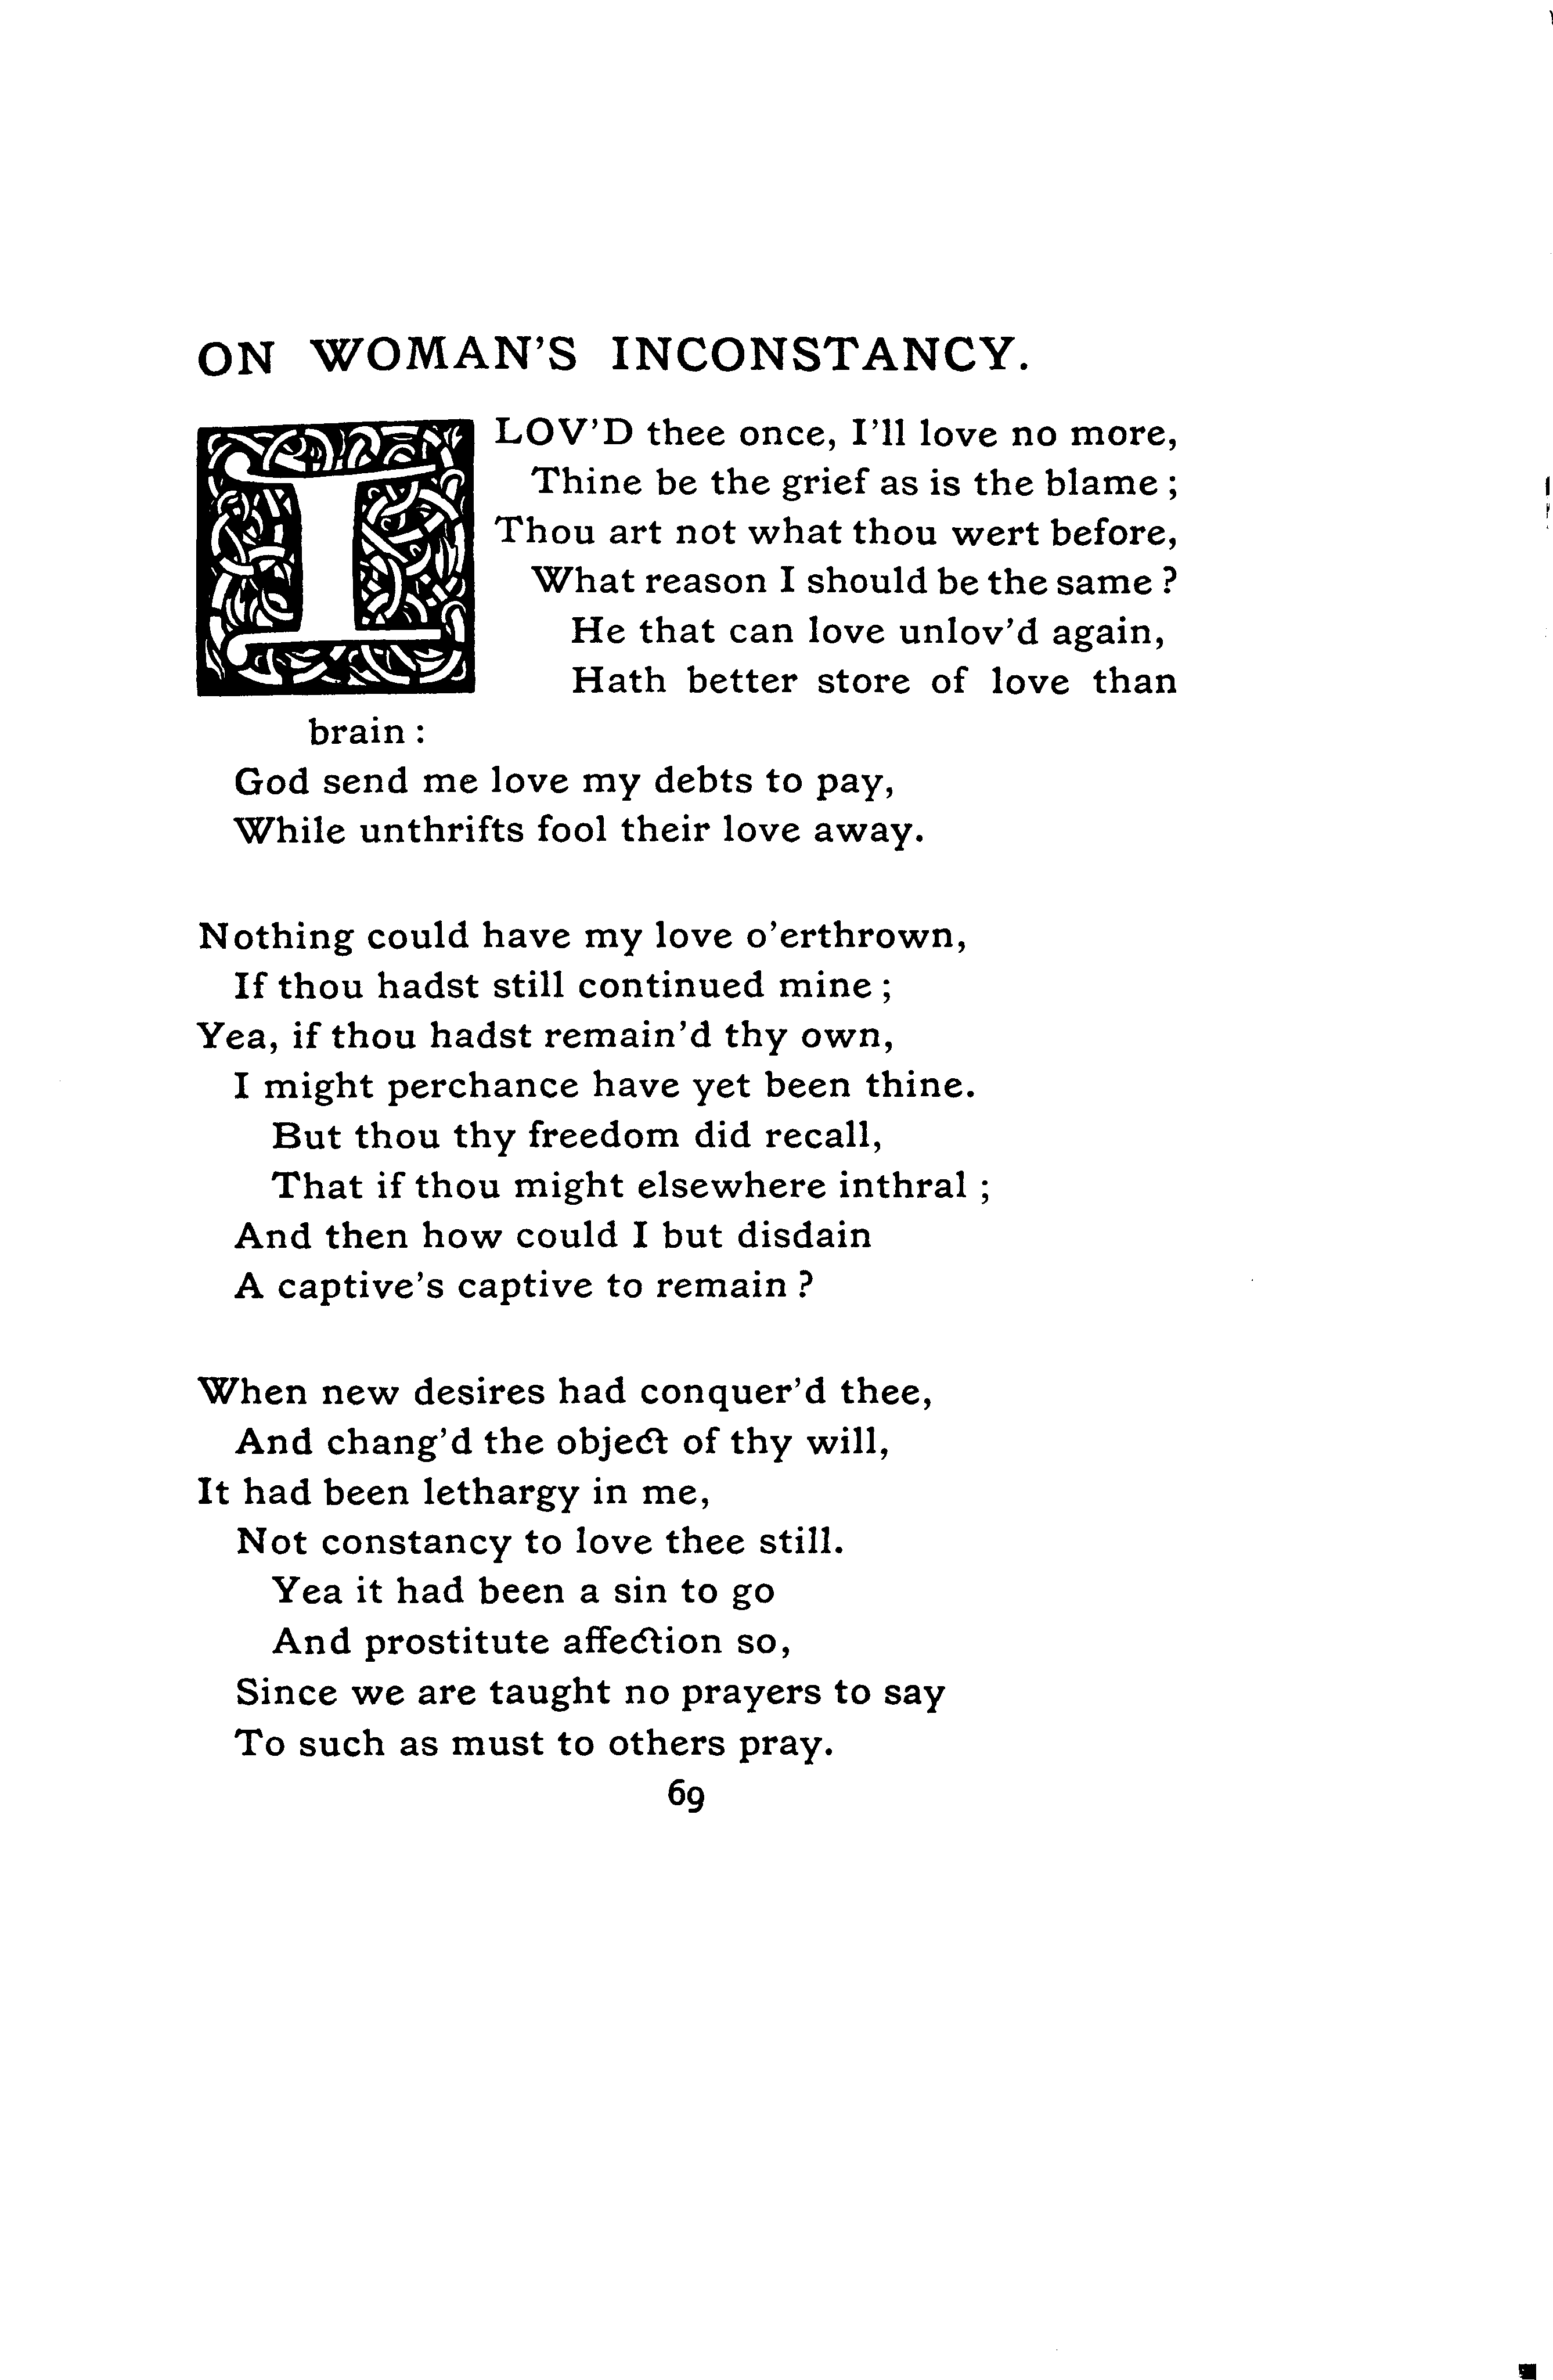 ON WOMAN'S INCONSTANCY.
I LOV'D thee once, I'll love no more,
Thine be the grief as is the blame ;
Thou art not what thou wert before,
What reason I should be the same ?
He that can love unlov'd again,
Hath better store of love than
brain :
God send me love my debts to pay,
While unthrifts fool their love away.

Nothing could have my love o'erthrown,
If thou hadst still continued mine ;
Yea, if thou hadst remain'd thy own,
I might perchance have yet been thine.
But thou thy freedom did recall,
That if thou might elsewhere inthral ;
And then how could I but disdain
A captive's captive to remain ?

When new desires had conquer'd thee,
And chang'd the object of thy will,
It had been lethargy in me,
Not constancy to love thee still.
Yea it had been a sin to go
And prostitute affection so,
Since we are taught no prayers to say
To such as must to others pray.
69